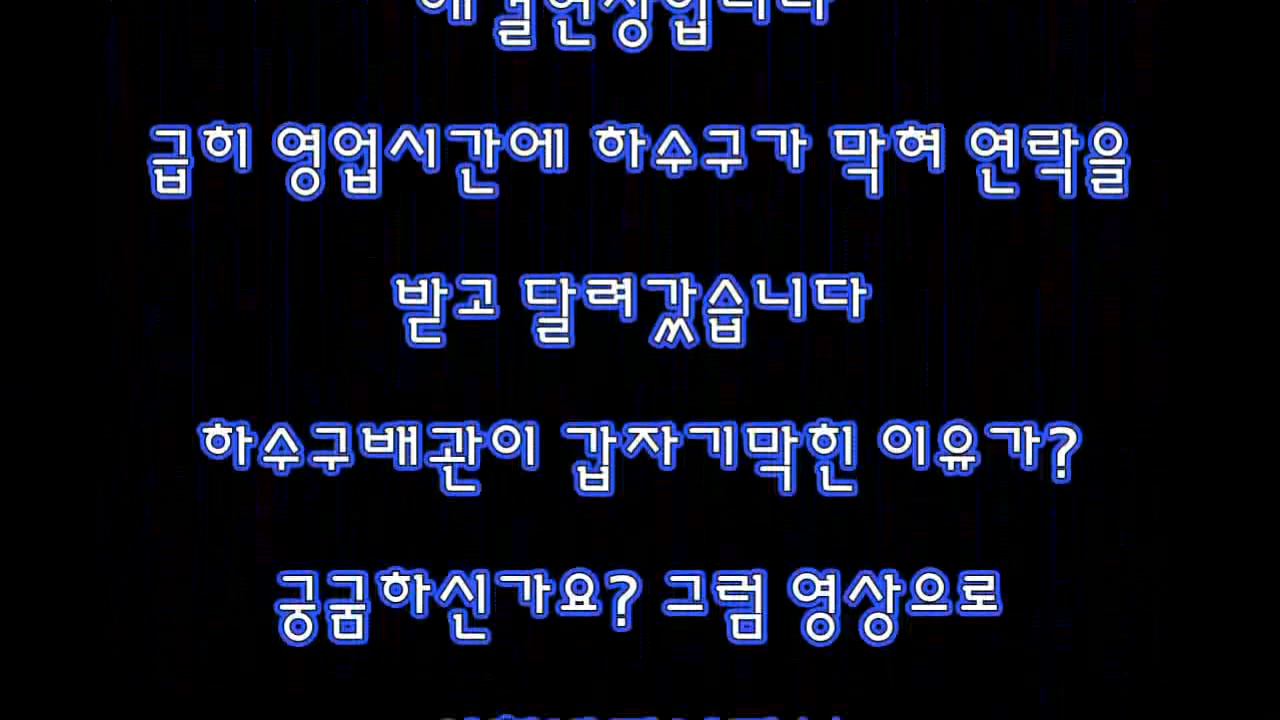 급히 영업시간에 하수구가 막혀 연락을
받고 달려갔습니다
하수구배관이 갑자기막힌 이유가?
궁굼하신가요? 그럼 영상으로